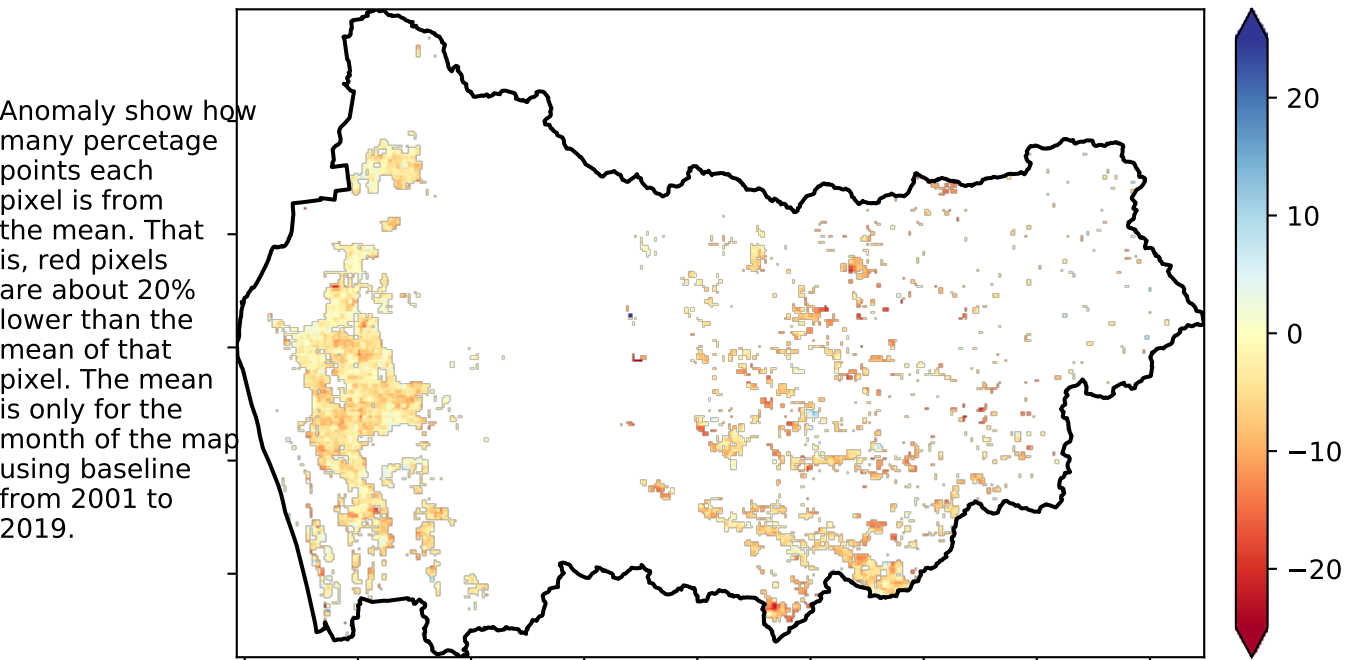 Anomaly show how
many percetage
points each
pixel is from
the mean. That
is, red pixels
are about 20%
lower than the
mean of that
pixel. The mean
is only for the
month of the map
using baseline
from 2001 to
2019.
20
10
0
−10
−20